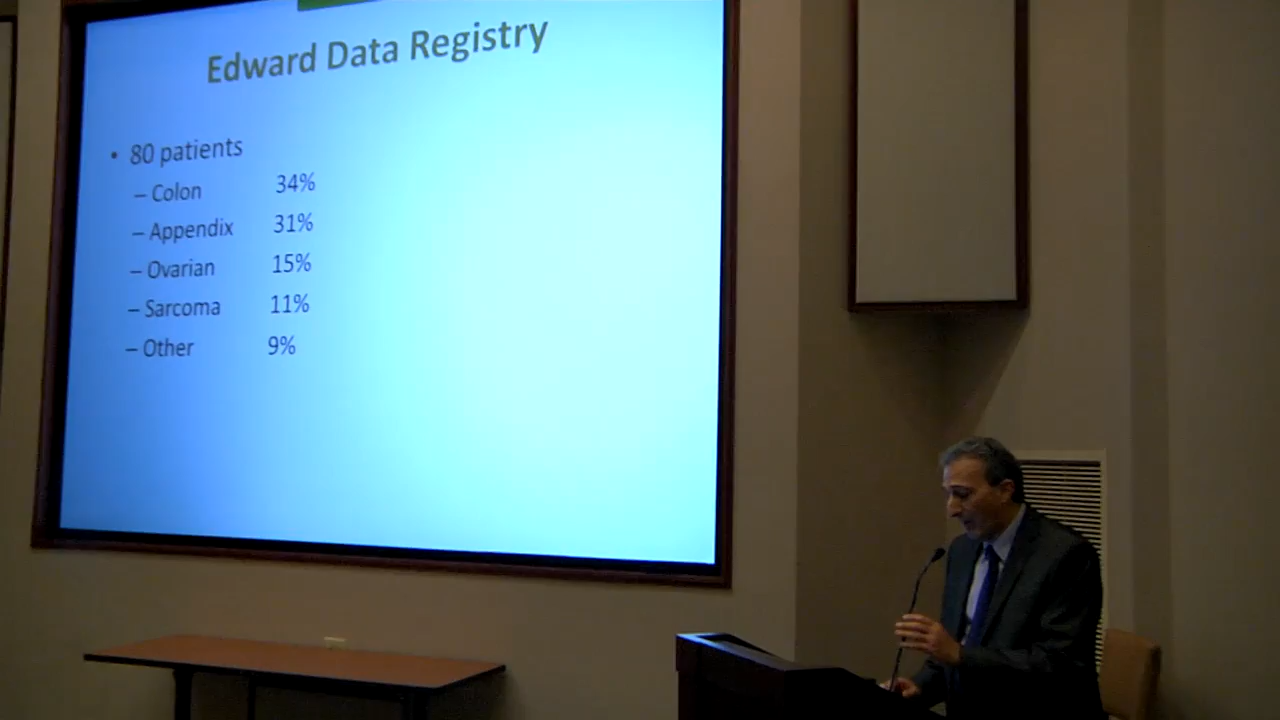 Edward Data Registry
• 80 patients
– Colon 34%
– Appendix 31%
– Ovarian 15%
– Sarcoma 11%
– Other 9%